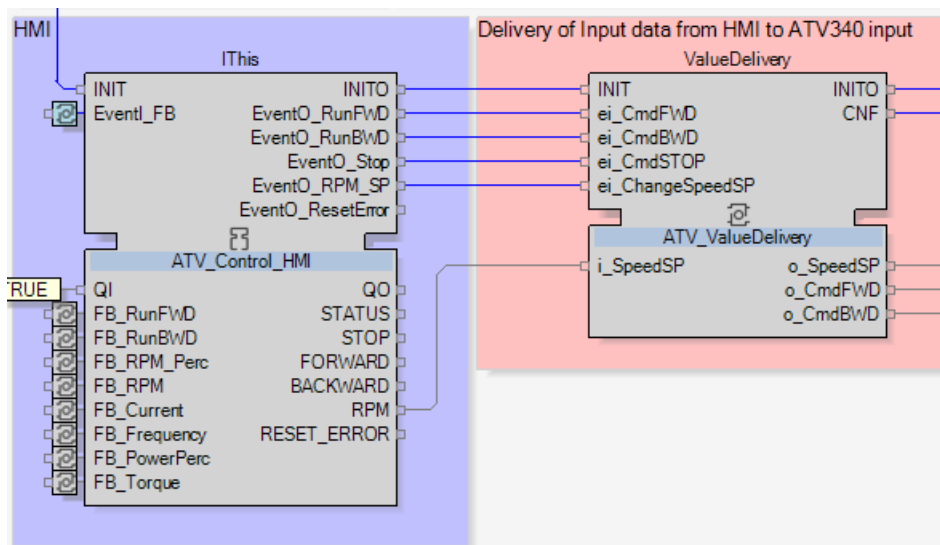 HMI
Delivery of Input data from HMI to ATV340 input
IThis
INIT
INITO
EventI_FB
EventO_RunFWD
EventO_RunBWD
EventO_Stop
EventO_RPM_SP
EventO_ResetError
ATV_Control_HMI
TRUE
QI
QO
FB_RunFWD
STATUS
FB_RunBWD
STOP
FB_RPM_Perc
FORWARD
FB_RPM
BACKWARD
FB_Current
RPM
FB_Frequency
RESET_ERROR
FB_PowerPerc
FB_Torque
ValueDelivery
INIT
INITO
ei_CmdFWD
CNF
ei_CmdBWD
ei_CmdSTOP
ei_ChangeSpeedSP
ATV_ValueDelivery
i_SpeedSP
o_SpeedSP
o_CmdFWD
o_CmdBWD